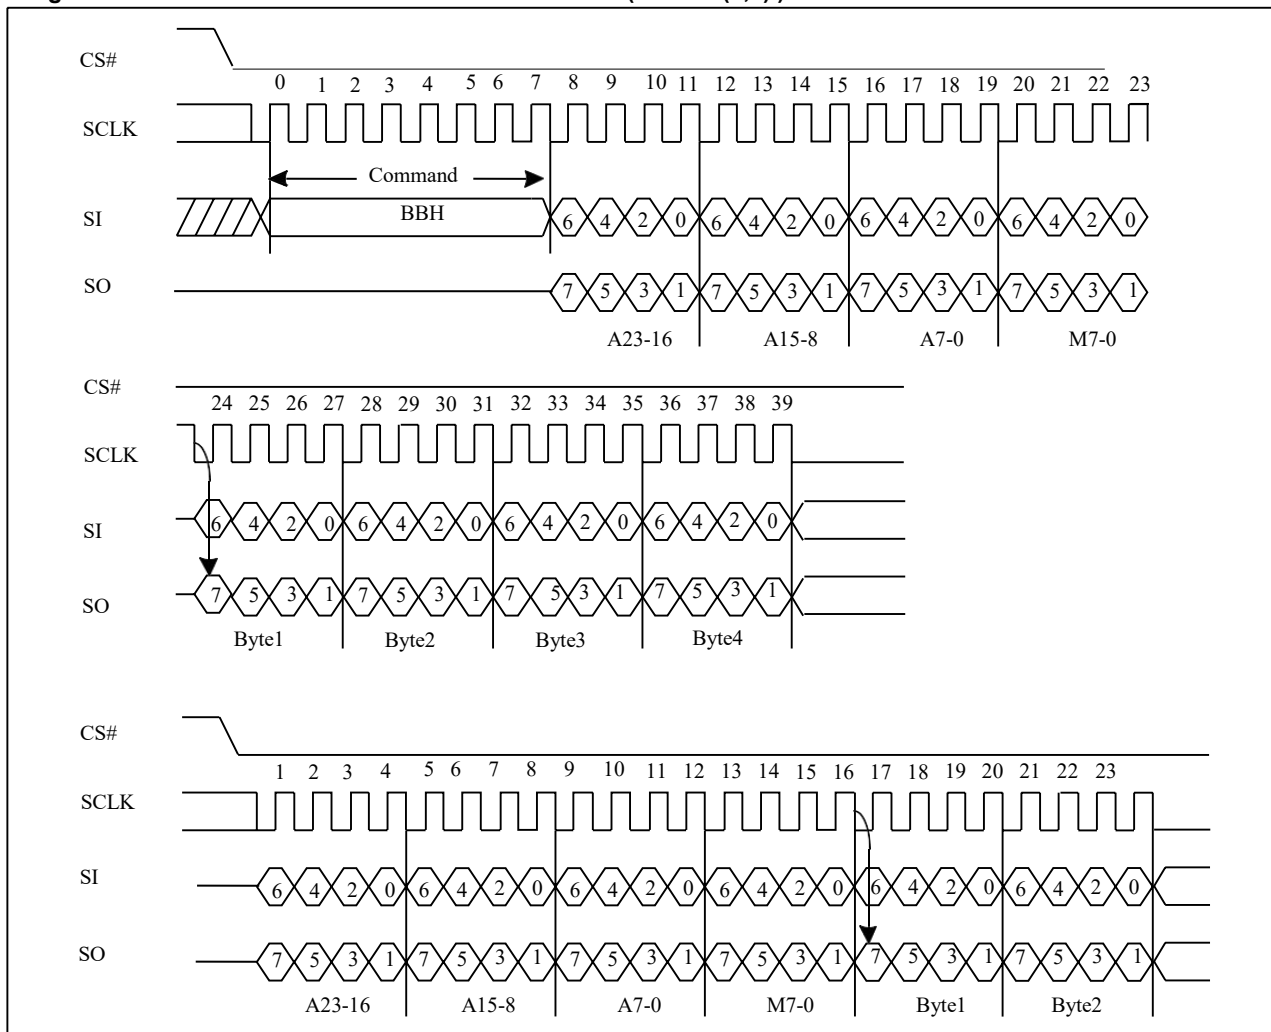 CS#
0 1 2 3 4 5 6 7 8 9 10 11 12 13 14 15 16 17 18 19 20 21 22 23
SCLK
Command
SI BBH 6 4 2 0 6 4 2 0 6 4 2 0 6 4 2 0
SO 7 5 3 1 7 5 3 1 7 5 3 1 7 5 3 1
A23-16 A15-8 A7-0 M7-0
CS#
24 25 26 27 28 29 30 31 32 33 34 35 36 37 38 39
SCLK
SI 6 4 2 0 6 4 2 0 6 4 2 0 6 4 2 0
SO 7 5 3 1 7 5 3 1 7 5 3 1 7 5 3 1
Byte1 Byte2 Byte3 Byte4
CS#
1 2 3 4 5 6 7 8 9 10 11 12 13 14 15 16 17 18 19 20 21 22 23
SCLK
SI 6 4 2 0 6 4 2 0 6 4 2 0 6 4 2 0 6 4 2 0 6 4 2 0
SO 7 5 3 1 7 5 3 1 7 5 3 1 7 5 3 1 7 5 3 1 7 5 3 1
A23-16 A15-8 A7-0 M7-0 Byte1 Byte2